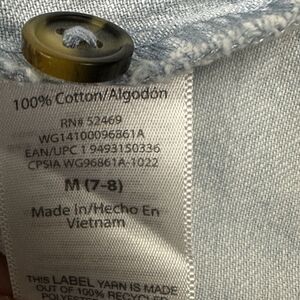 100% Cotton/Algodón
RN# 52469
WG14100096861A
EAN/UPC 1 9493150336
CPSIA WG96861A-1022
M (7-8)
Made in/Hecho En
Vietnam
THIS LABEL YARN IS MADE
OUT OF 100% RECYCLED